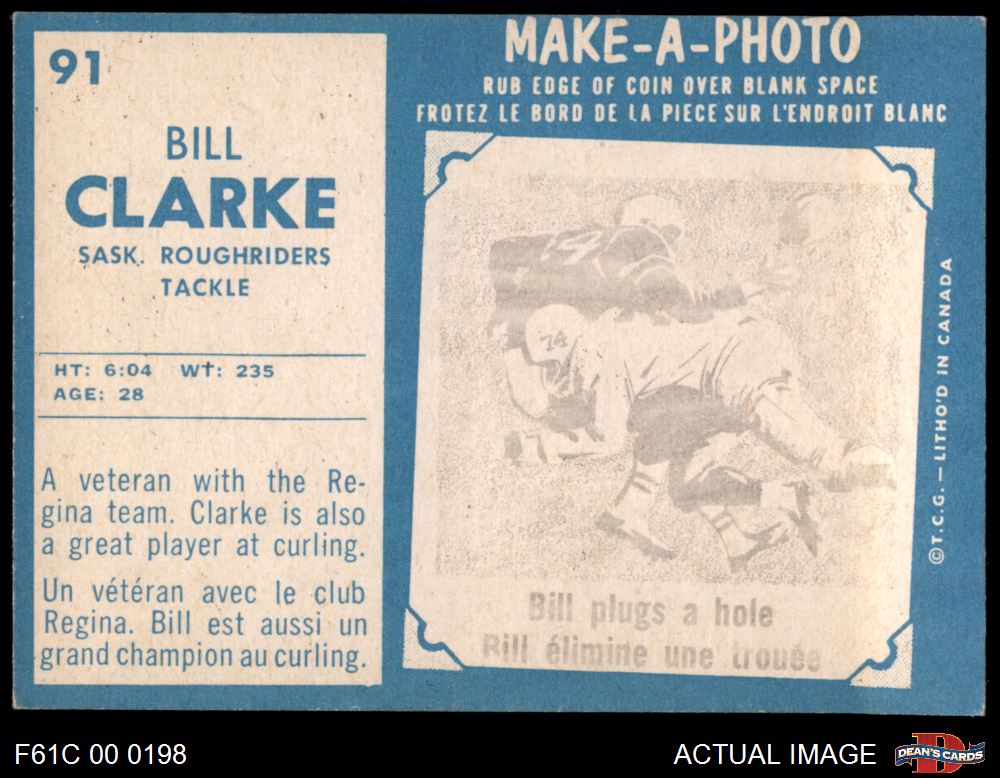 91
BILL
CLARKE
SASK. ROUGHRIDERS
TACKLE
HT: 6:04 Wt: 235
AGE: 28
A veteran with the Re-
gina team. Clarke is also
a great player at curling.
Un vétéran avec le club
Regina. Bill est aussi un
grand champion au curling.
MAKE-A-PHOTO
RUB EDGE OF COIN OVER BLANK SPACE
FROTEZ LE BORD DE LA PIECE SUR L'ENDROIT BLANC
74
Bill plugs a hole
Bill élimine une trouée
©T.C.G. — LITHO'D IN CANADA
F61C 00 0198
ACTUAL IMAGE
DEAN'S CARDS